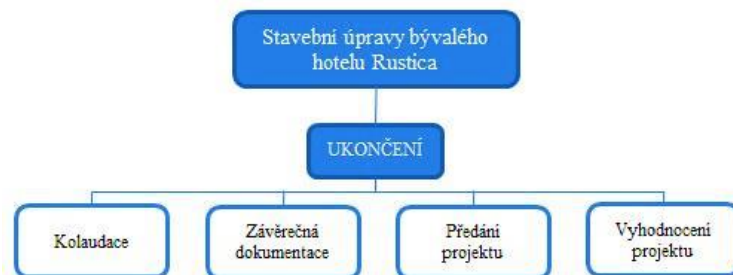 Stavební úpravy bývalého
hotelu Rustica
UKONČENÍ
Kolaudace
Závěrečná
dokumentace
Předání
projektu
Vyhodnocení
projektu